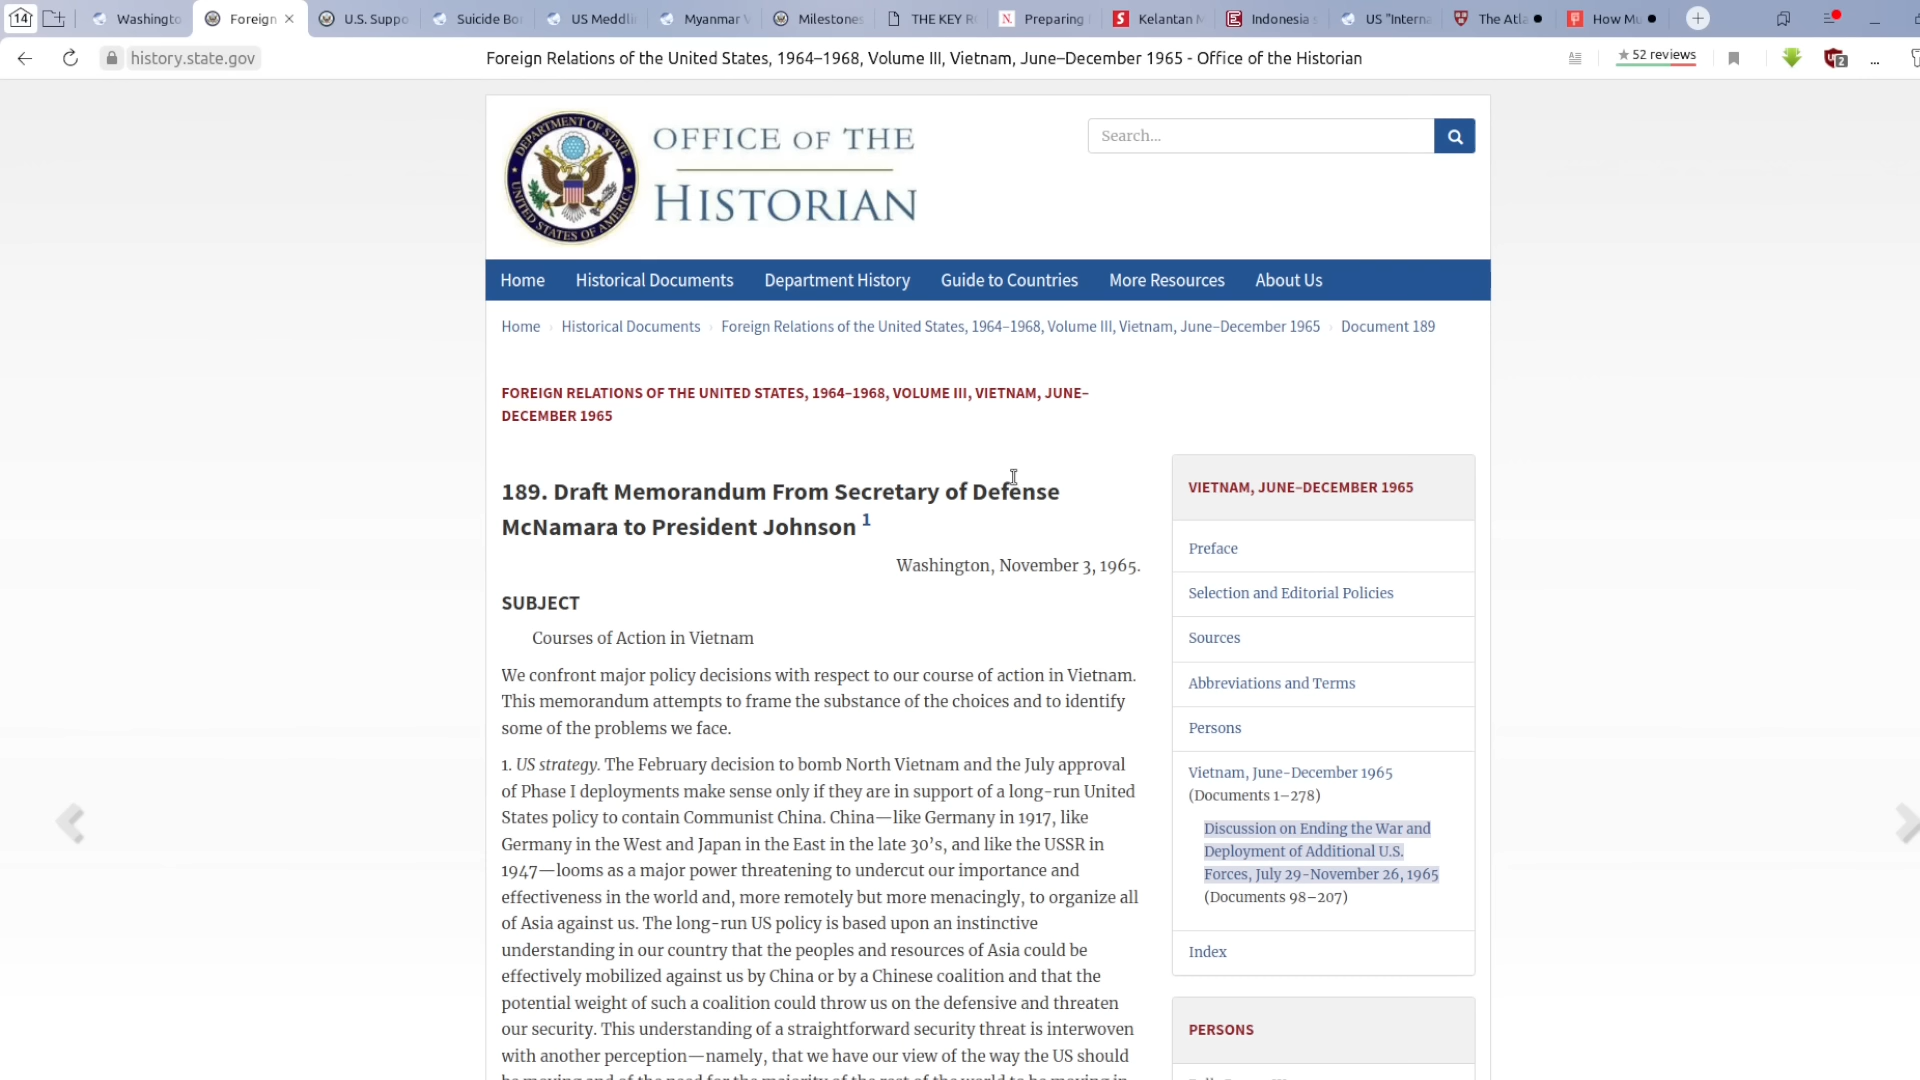 14
Washingto
Foreign
U.S. Suppo
Suicide Bo
US Meddli
Myanmar
Milestones
THE KEY R
Preparing
Kelantan
Indonesia
US "Interna
The Atla
How Mu
history.state.gov
Foreign Relations of the United States, 1964–1968, Volume III, Vietnam, June–December 1965 - Office of the Historian
★ 52 reviews
2
...
DEPARTMENT OF STATE
UNITED STATES OF AMERICA
OFFICE OF THE
HISTORIAN
Search...
Home Historical Documents Department History Guide to Countries More Resources About Us
Home › Historical Documents › Foreign Relations of the United States, 1964–1968, Volume III, Vietnam, June–December 1965 › Document 189
FOREIGN RELATIONS OF THE UNITED STATES, 1964–1968, VOLUME III, VIETNAM, JUNE–
DECEMBER 1965
189. Draft Memorandum From Secretary of Defense
McNamara to President Johnson 1
Washington, November 3, 1965.
SUBJECT
Courses of Action in Vietnam
We confront major policy decisions with respect to our course of action in Vietnam.
This memorandum attempts to frame the substance of the choices and to identify
some of the problems we face.
1. US strategy. The February decision to bomb North Vietnam and the July approval
of Phase I deployments make sense only if they are in support of a long-run United
States policy to contain Communist China. China—like Germany in 1917, like
Germany in the West and Japan in the East in the late 30’s, and like the USSR in
1947—looms as a major power threatening to undercut our importance and
effectiveness in the world and, more remotely but more menacingly, to organize all
of Asia against us. The long-run US policy is based upon an instinctive
understanding in our country that the peoples and resources of Asia could be
effectively mobilized against us by China or by a Chinese coalition and that the
potential weight of such a coalition could throw us on the defensive and threaten
our security. This understanding of a straightforward security threat is interwoven
with another perception—namely, that we have our view of the way the US should
VIETNAM, JUNE–DECEMBER 1965
Preface
Selection and Editorial Policies
Sources
Abbreviations and Terms
Persons
Vietnam, June–December 1965
(Documents 1–278)
Discussion on Ending the War and
Deployment of Additional U.S.
Forces, July 29–November 26, 1965
(Documents 98–207)
Index
PERSONS